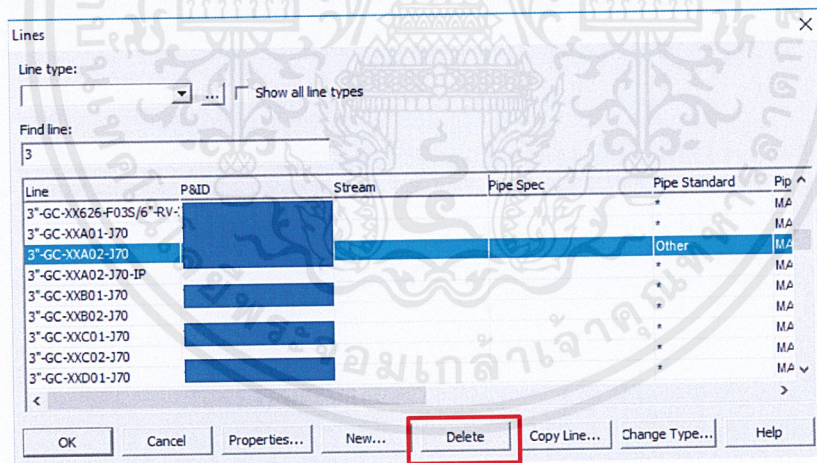 Lines
Line type:
... Show all line types
Find line:
3
Line P&ID Stream Pipe Spec Pipe Standard Pip
3"-GC-XX626-F03S/6"-RV- * MA
3"-GC-XXA01-J70 * MA
3"-GC-XXA02-J70 Other MA
3"-GC-XXA02-J70-IP * MA
3"-GC-XXB01-J70 * MA
3"-GC-XXB02-J70 * MA
3"-GC-XXC01-J70 * MA
3"-GC-XXC02-J70 * MA
3"-GC-XXD01-J70 * MA
OK Cancel Properties... New... Delete Copy Line... Change Type... Help